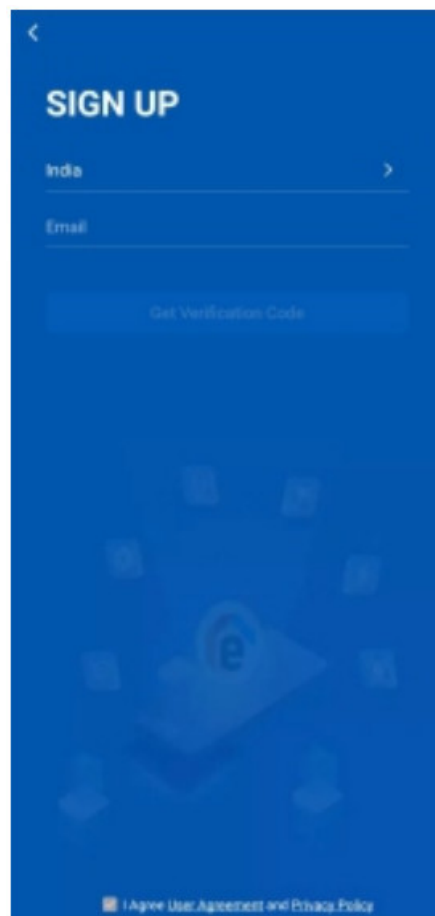 SIGN UP
India
Email
Get Verification Code
e
I Agree User Agreement and Privacy Policy